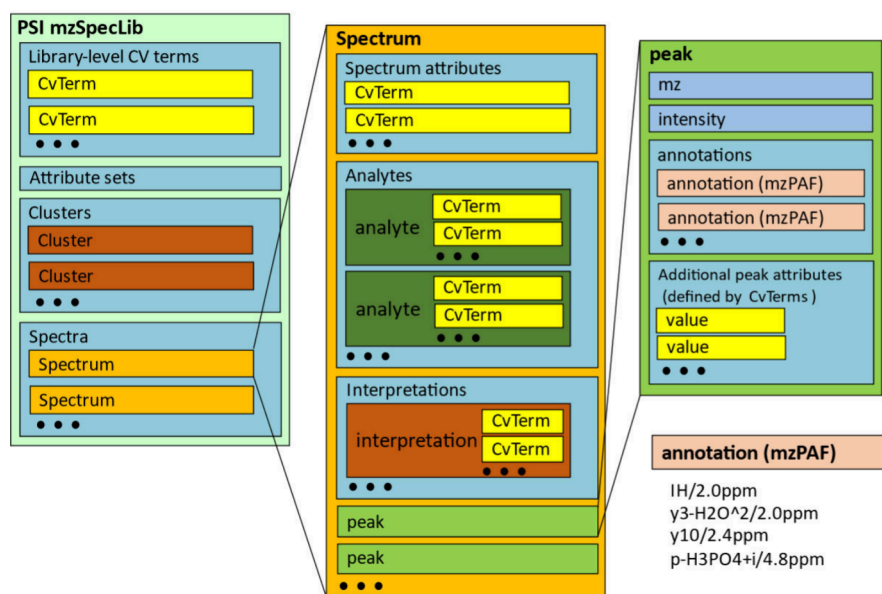 PSI mzSpecLib
Library-level CV terms
CvTerm
CvTerm
• • •
Attribute sets
Clusters
Cluster
Cluster
• • •
Spectra
Spectrum
Spectrum
• • •
Spectrum
Spectrum attributes
CvTerm
CvTerm
• • •
Analytes
analyte
CvTerm
CvTerm
• • •
analyte
CvTerm
CvTerm
• • •
• • •
Interpretations
interpretation
CvTerm
CvTerm
• • •
• • •
peak
peak
• • •
peak
mz
intensity
annotations
annotation (mzPAF)
annotation (mzPAF)
• • •
Additional peak attributes
(defined by CvTerms )
value
value
• • •
annotation (mzPAF)
IH/2.0ppm
y3-H2O^2/2.0ppm
y10/2.4ppm
p-H3PO4+i/4.8ppm